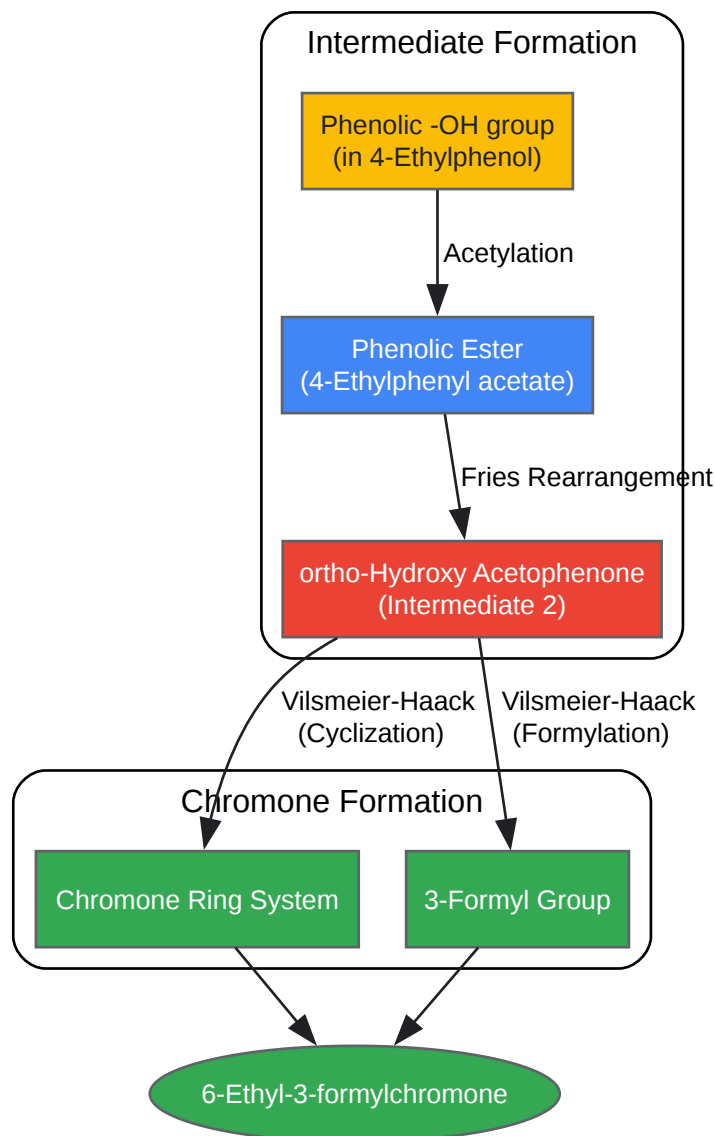 Intermediate Formation
Phenolic -OH group
(in 4-Ethylphenol)
Acetylation
Phenolic Ester
(4-Ethylphenyl acetate)
Fries Rearrangement
ortho-Hydroxy Acetophenone
(Intermediate 2)
Vilsmeier-Haack
(Cyclization)
Vilsmeier-Haack
(Formylation)
Chromone Formation
Chromone Ring System
3-Formyl Group
6-Ethyl-3-formylchromone